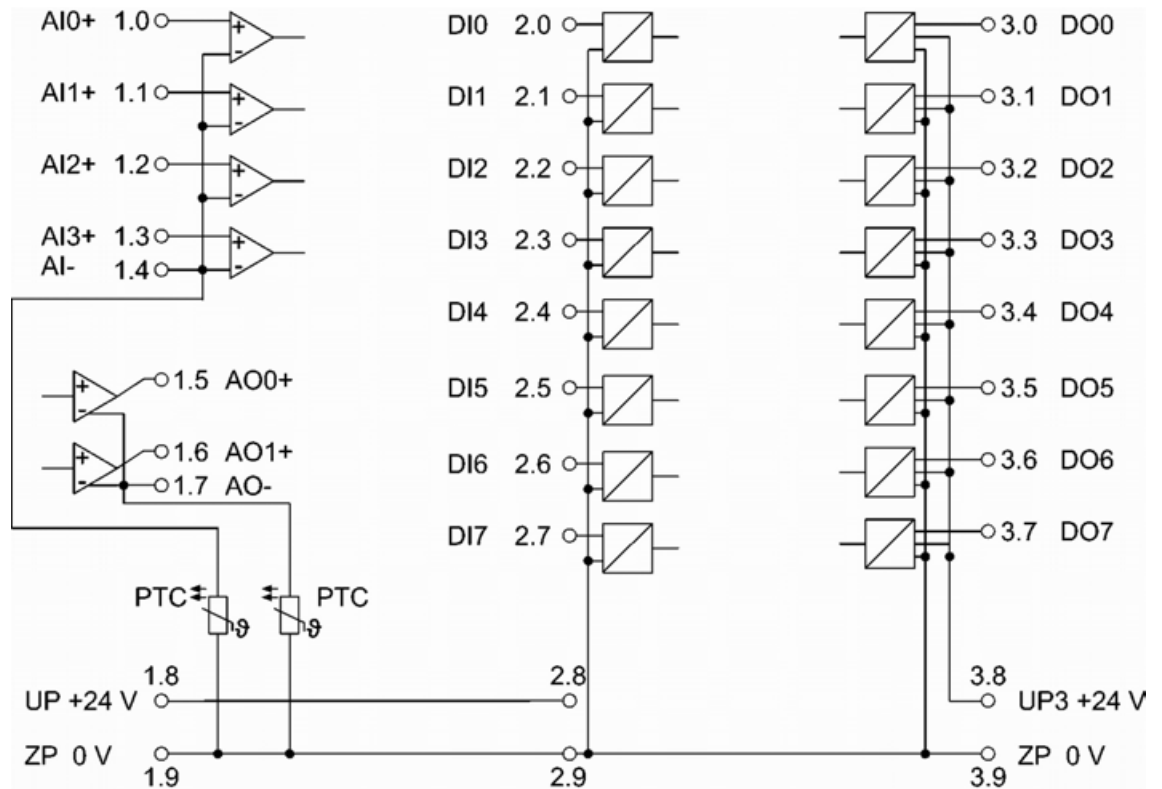 AI0+ 1.0 + -
AI1+ 1.1 + -
AI2+ 1.2 + -
AI3+ 1.3 + -
AI- 1.4
+ - 1.5 AO0+
+ - 1.6 AO1+
1.7 AO-
PTC ϑ ϑ PTC
DI0 2.0
DI1 2.1
DI2 2.2
DI3 2.3
DI4 2.4
DI5 2.5
DI6 2.6
DI7 2.7
3.0 DO0
3.1 DO1
3.2 DO2
3.3 DO3
3.4 DO4
3.5 DO5
3.6 DO6
3.7 DO7
1.8 2.8 3.8
UP +24 V UP3 +24 V
ZP 0 V ZP 0 V
1.9 2.9 3.9